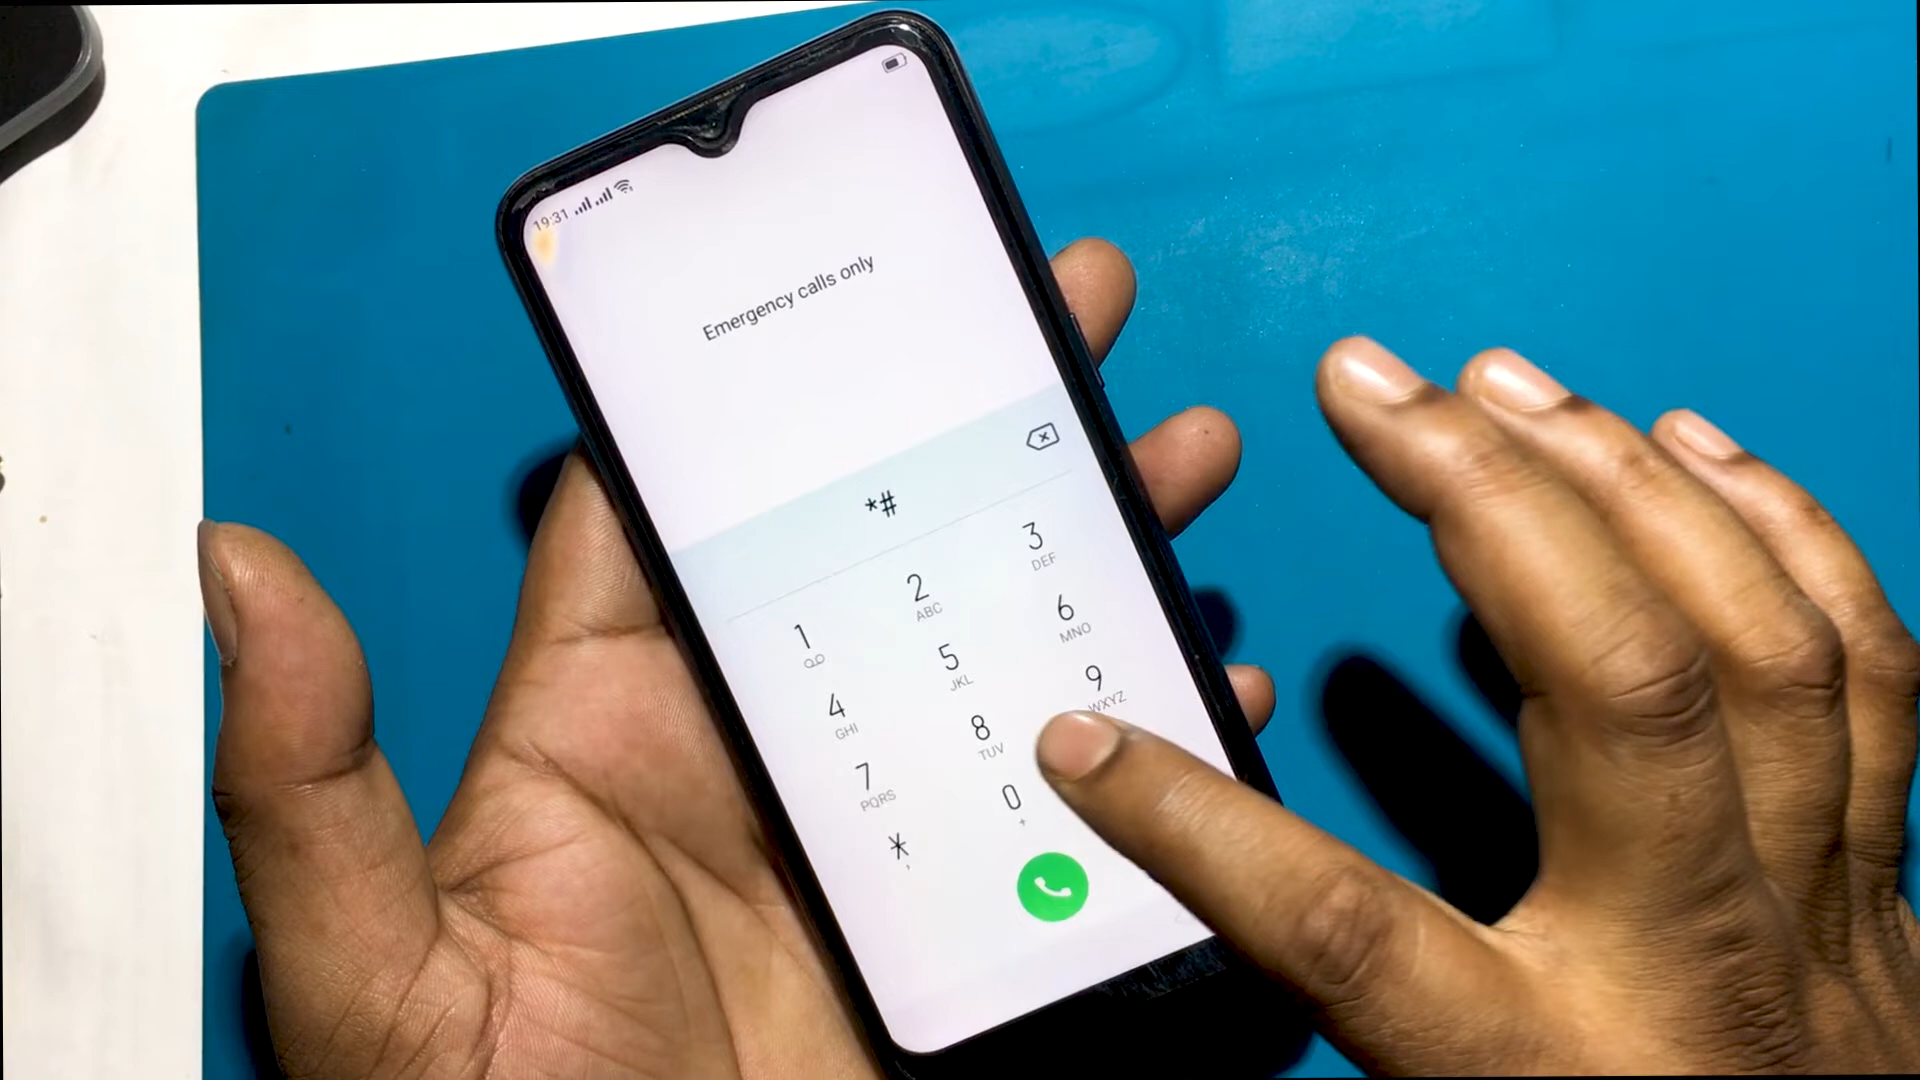 19:31
Emergency calls only
*#
1 2 ABC 3 DEF
4 GHI 5 JKL 6 MNO
7 PQRS 8 TUV 9 WXYZ
* , 0 +